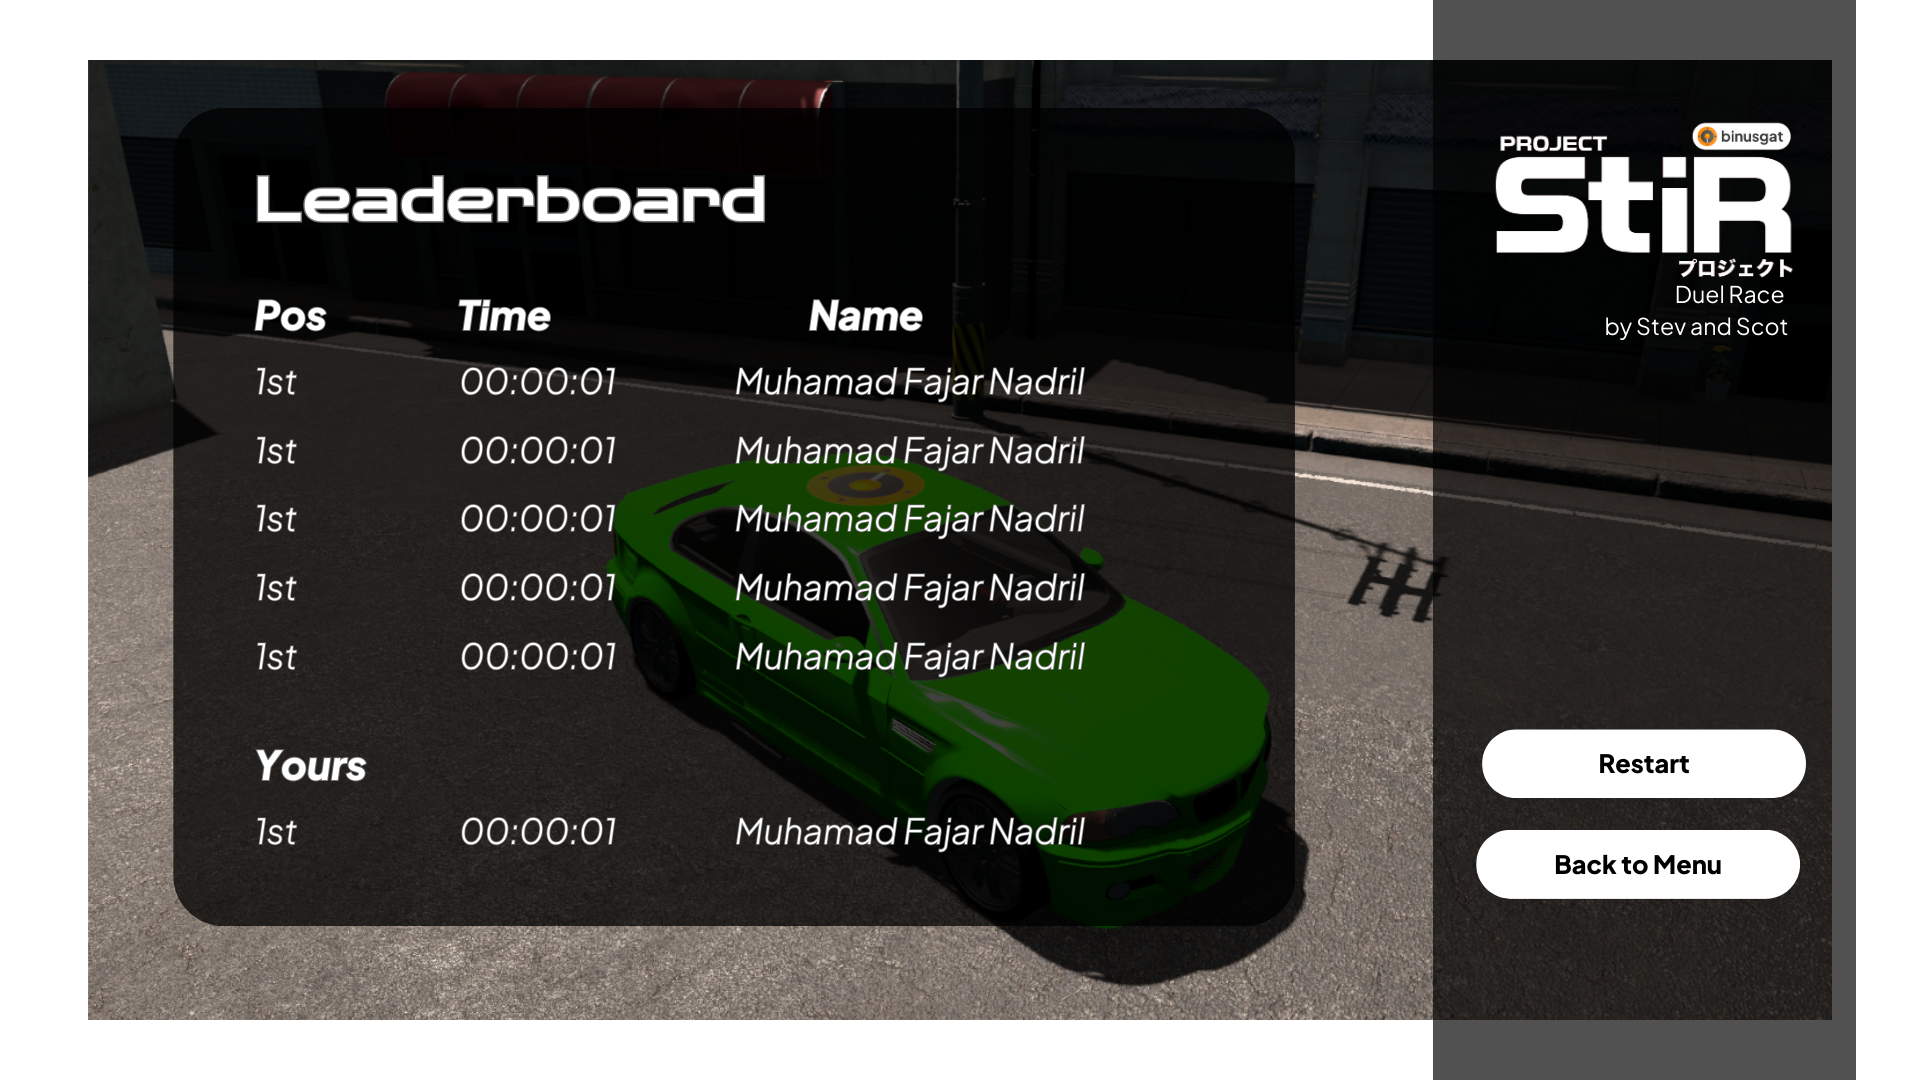 Leaderboard
Pos Time Name
1st 00:00:01 Muhamad Fajar Nadril
1st 00:00:01 Muhamad Fajar Nadril
1st 00:00:01 Muhamad Fajar Nadril
1st 00:00:01 Muhamad Fajar Nadril
1st 00:00:01 Muhamad Fajar Nadril
Yours
1st 00:00:01 Muhamad Fajar Nadril
PROJECT
binusgat
StiR
プロジェクト
Duel Race
by Stev and Scot
Restart
Back to Menu